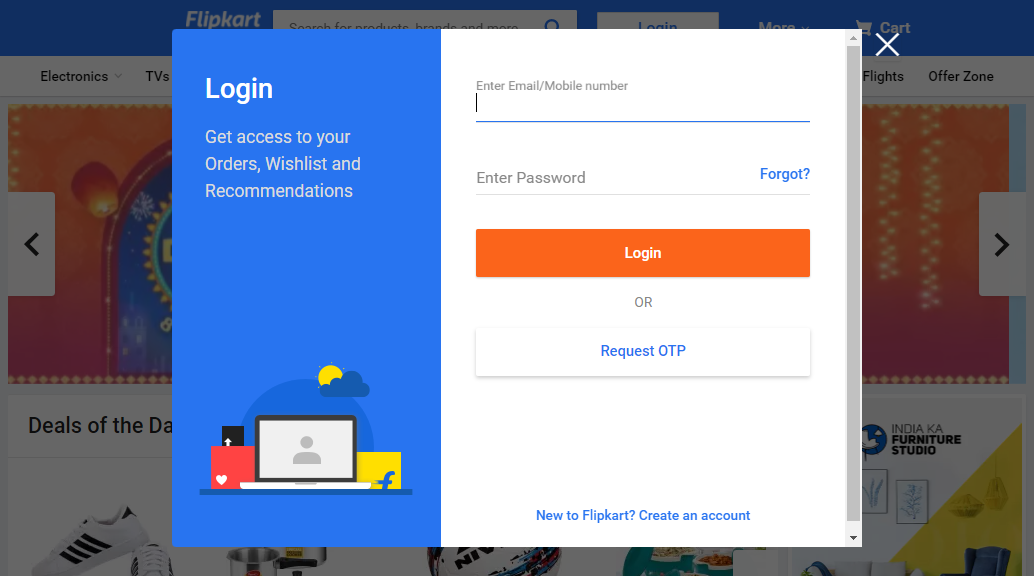 Flipkart
Search for products, brands and more
Login
More
Cart
Electronics
TVs
Flights
Offer Zone
Login
Get access to your
Orders, Wishlist and
Recommendations
Enter Email/Mobile number
Enter Password
Forgot?
Login
OR
Request OTP
New to Flipkart? Create an account
Deals of the Da
INDIA KA
FURNITURE
STUDIO